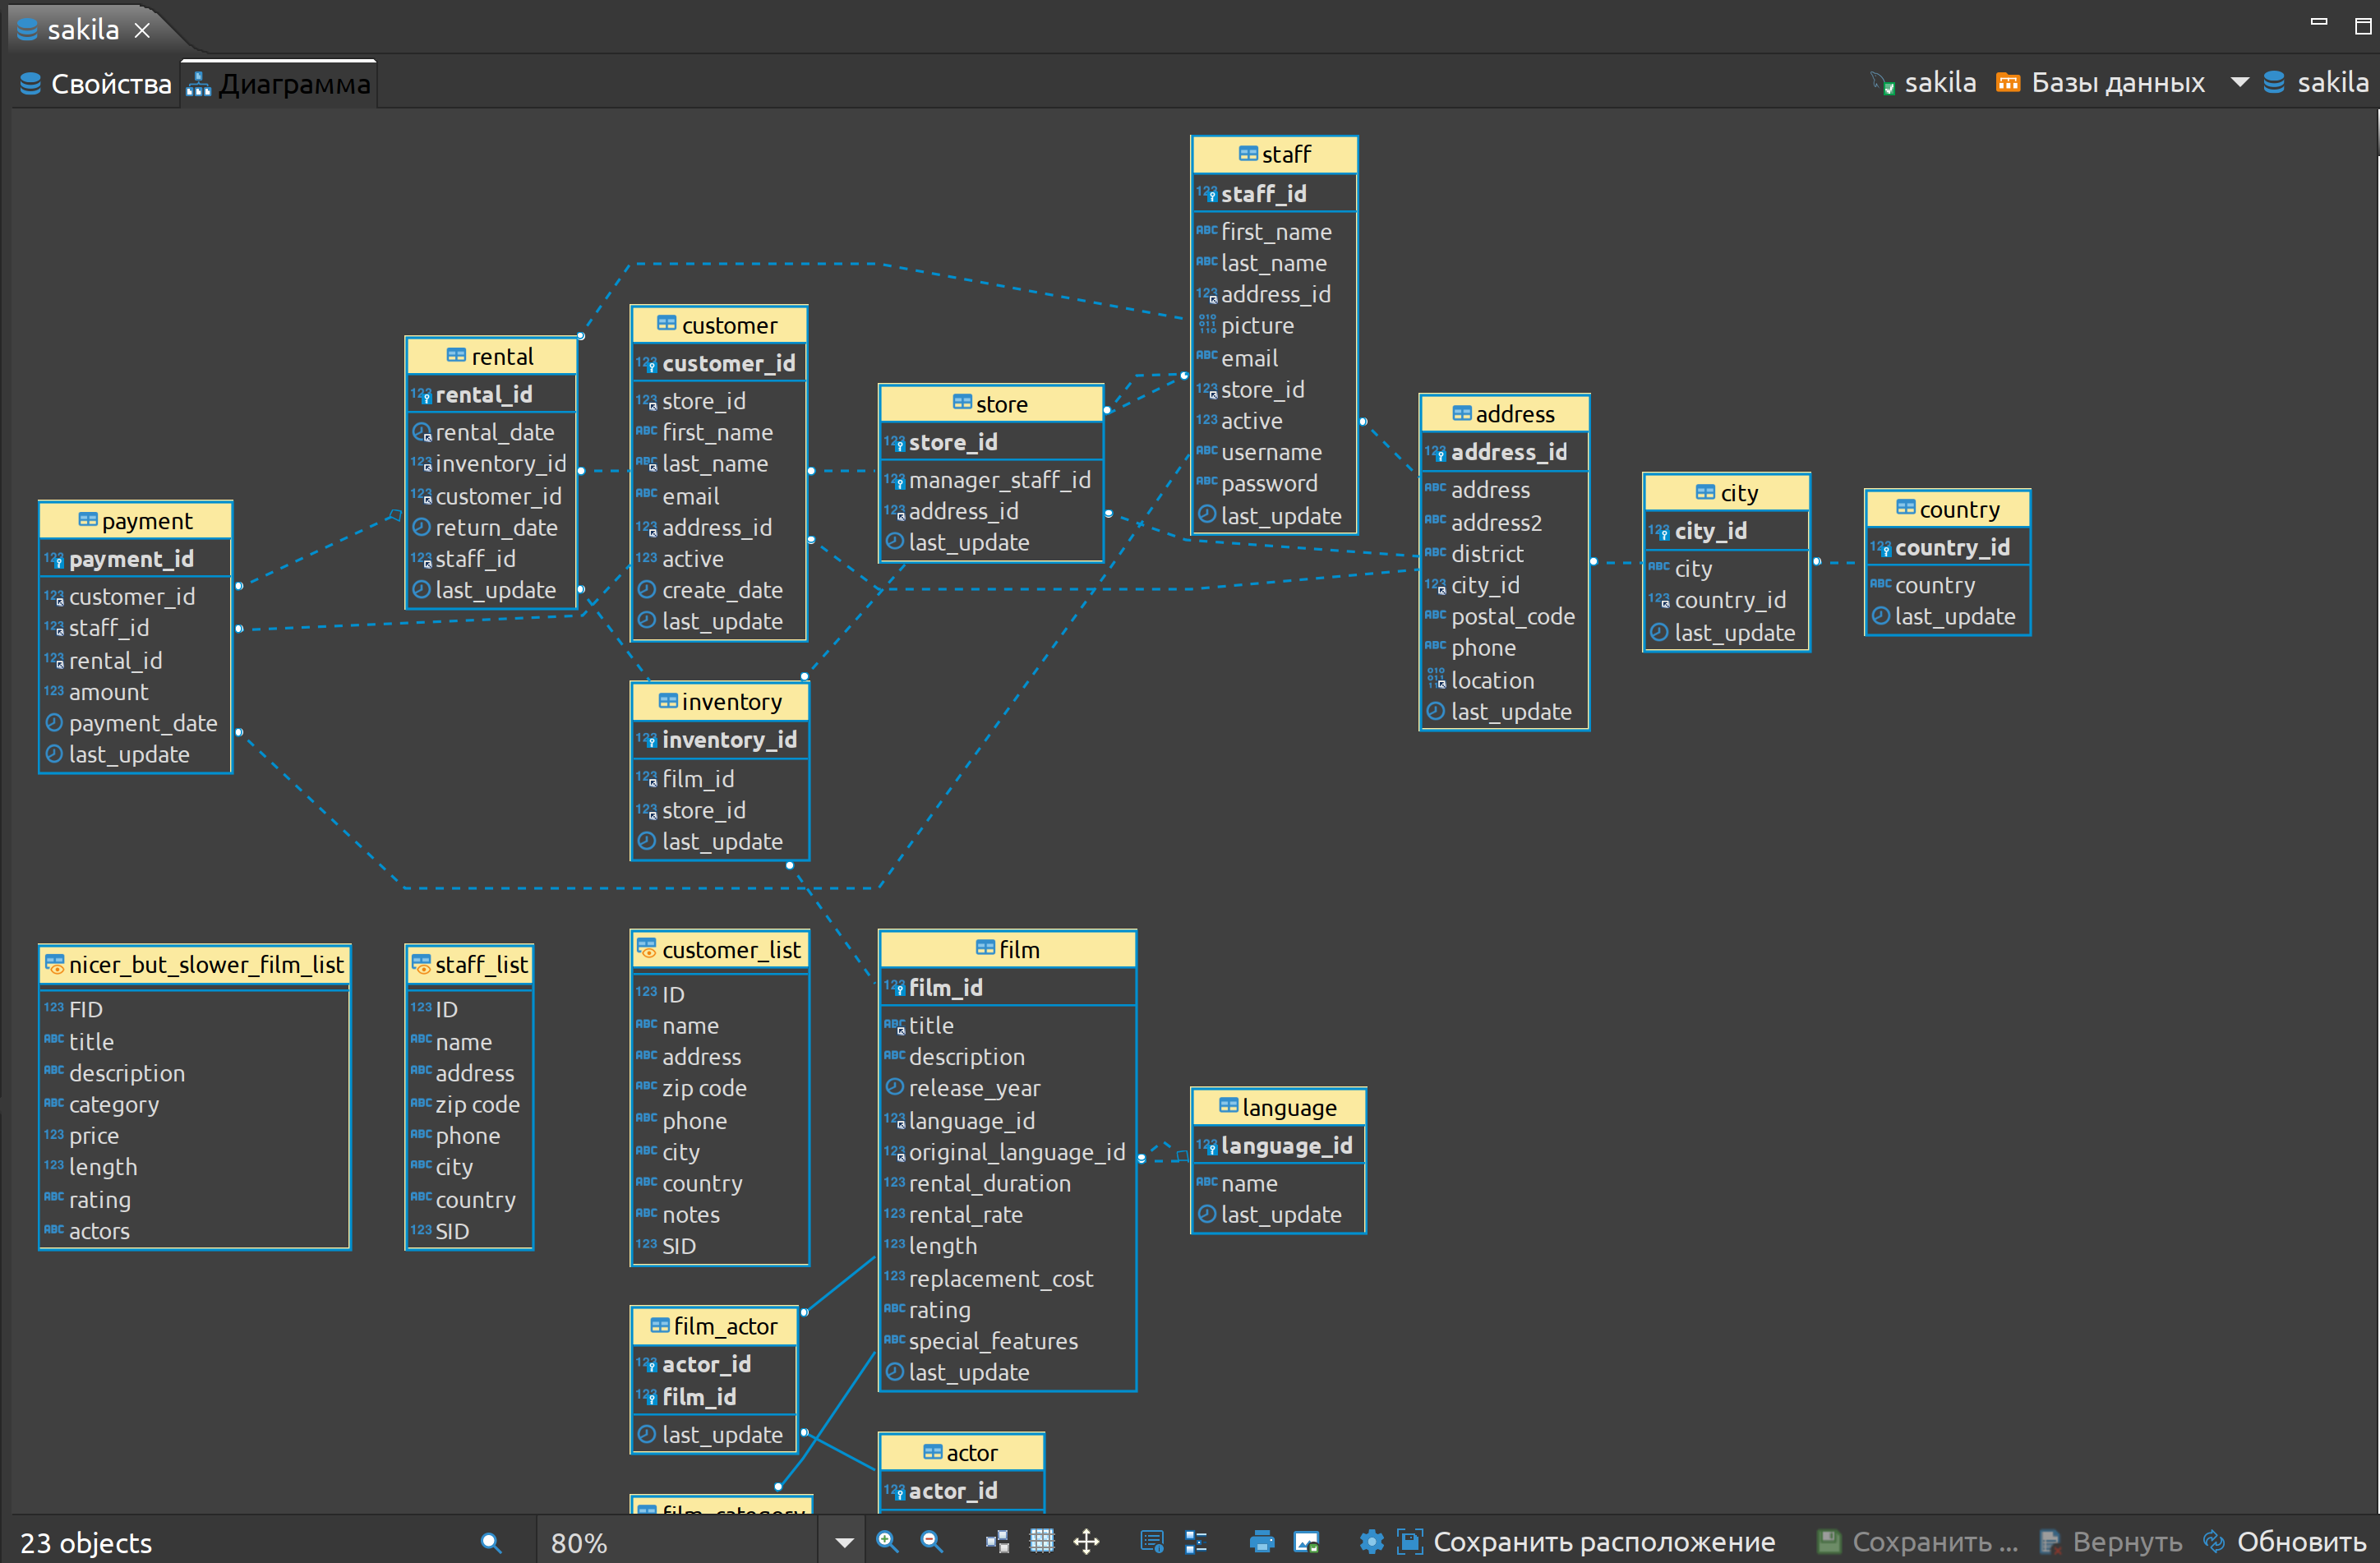 sakila
Свойства
Диаграмма
sakila
Базы данных
sakila
staff
staff_id
first_name
last_name
address_id
picture
email
store_id
active
username
password
last_update
customer
customer_id
store_id
first_name
last_name
email
address_id
active
create_date
last_update
rental
rental_id
rental_date
inventory_id
customer_id
return_date
staff_id
last_update
store
store_id
manager_staff_id
address_id
last_update
address
address_id
address
address2
district
city_id
postal_code
phone
location
last_update
city
city_id
city
country_id
last_update
country
country_id
country
last_update
payment
payment_id
customer_id
staff_id
rental_id
amount
payment_date
last_update
inventory
inventory_id
film_id
store_id
last_update
nicer_but_slower_film_list
FID
title
description
category
price
length
rating
actors
staff_list
ID
name
address
zip code
phone
city
country
SID
customer_list
ID
name
address
zip code
phone
city
country
notes
SID
film
film_id
title
description
release_year
language_id
original_language_id
rental_duration
rental_rate
length
replacement_cost
rating
special_features
last_update
language
language_id
name
last_update
film_actor
actor_id
film_id
last_update
actor
actor_id
film_category
23 objects
80%
Сохранить расположение
Сохранить ...
Вернуть
Обновить